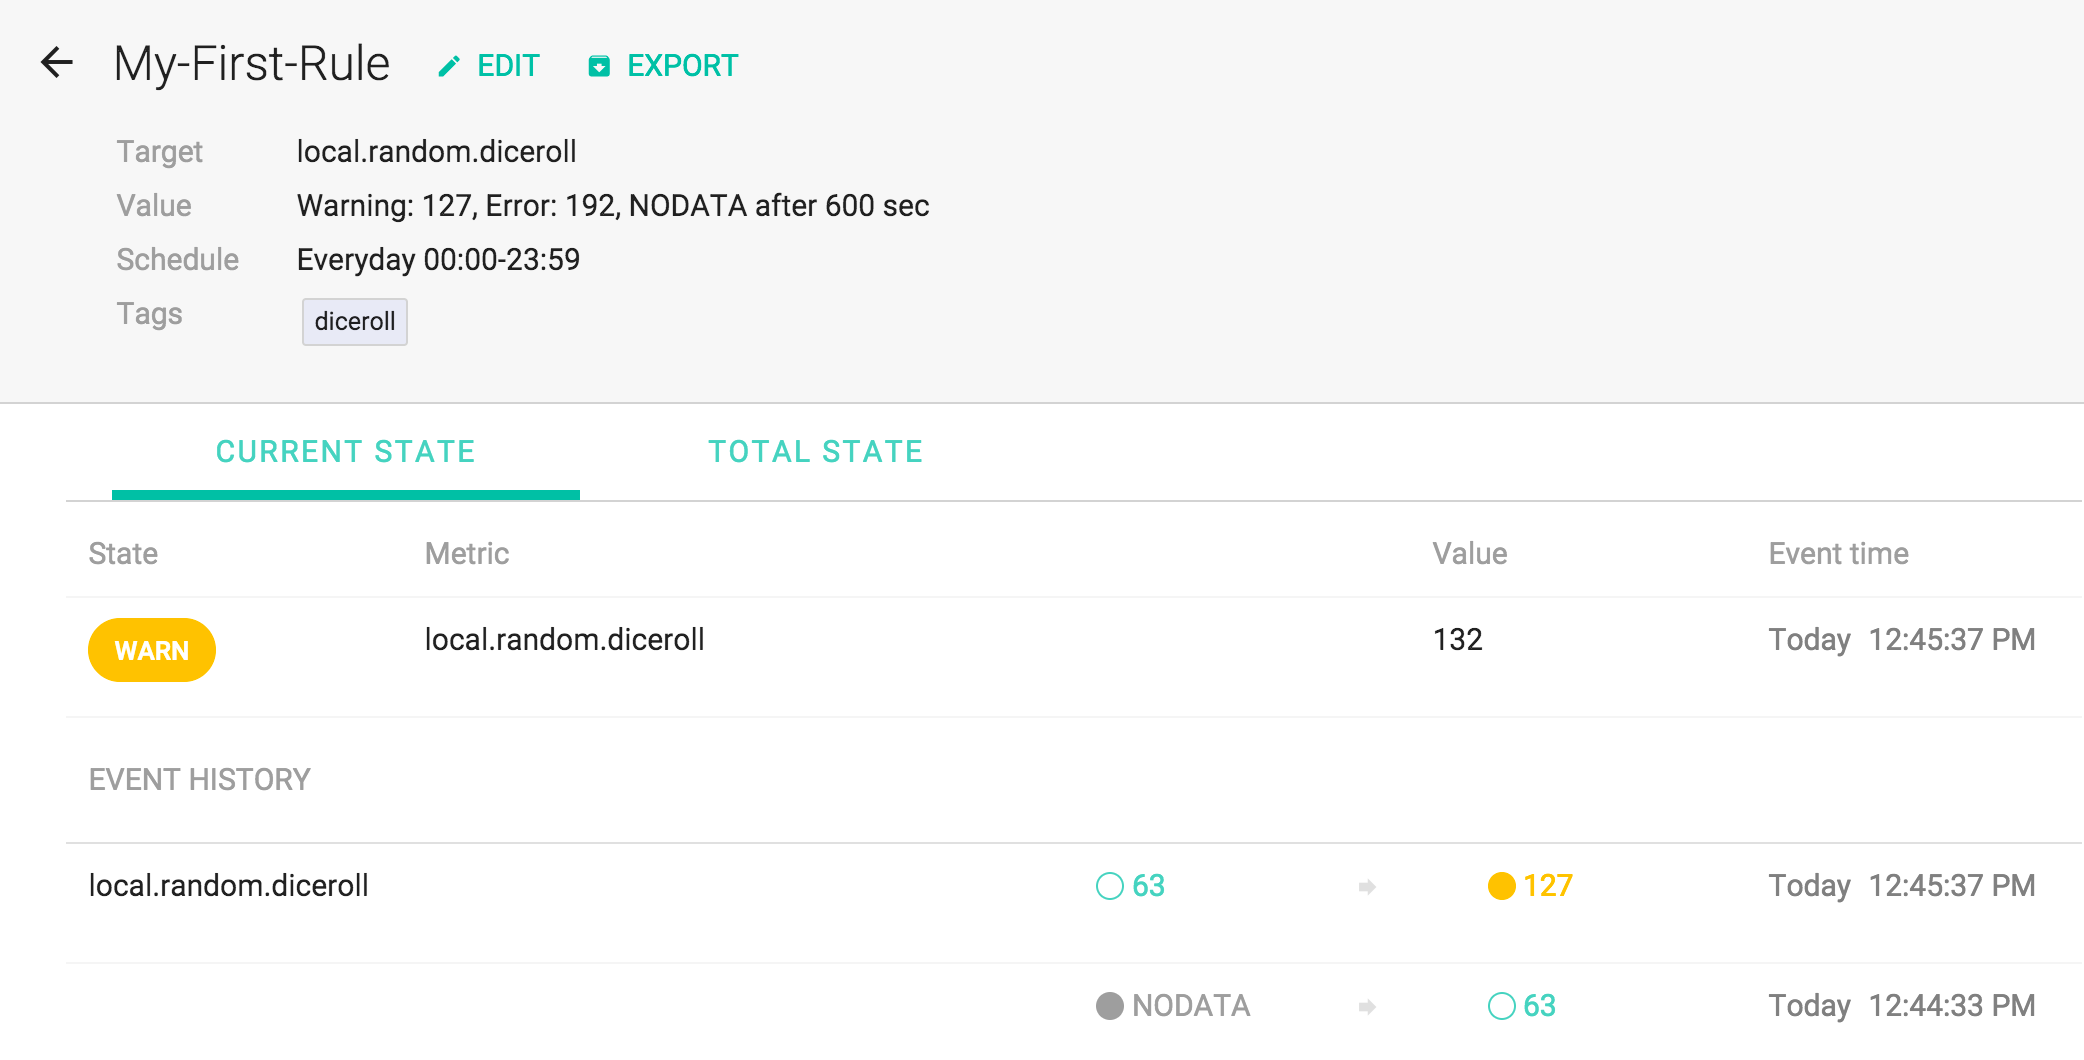 My-First-Rule EDIT EXPORT
Target local.random.diceroll
Value Warning: 127, Error: 192, NODATA after 600 sec
Schedule Everyday 00:00-23:59
Tags diceroll
CURRENT STATE TOTAL STATE
State Metric Value Event time
WARN local.random.diceroll 132 Today 12:45:37 PM
EVENT HISTORY
local.random.diceroll 63 127 Today 12:45:37 PM
NODATA 63 Today 12:44:33 PM